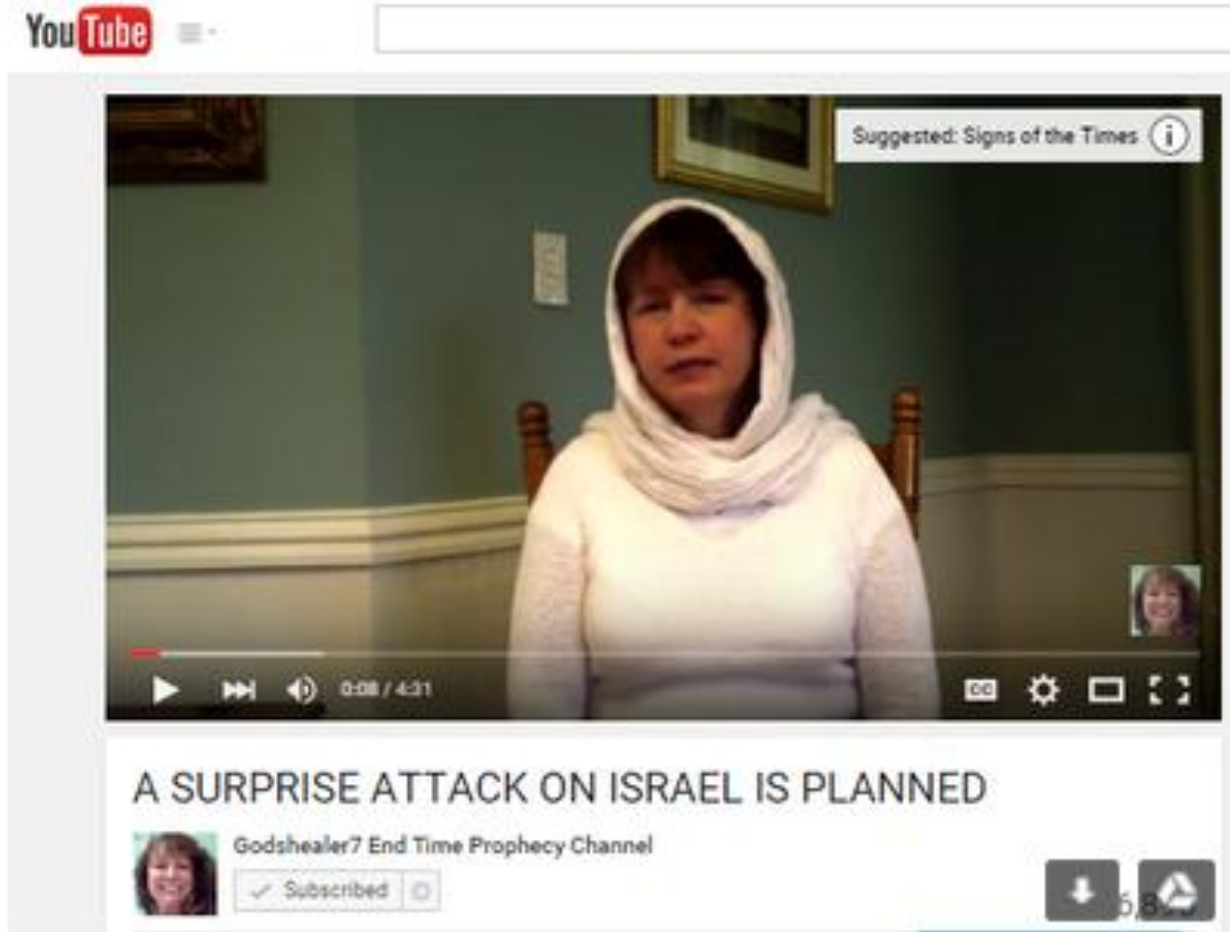 YouTube
Suggested: Signs of the Times i
0:08 / 4:31
CC
A SURPRISE ATTACK ON ISRAEL IS PLANNED
Godshealer7 End Time Prophecy Channel
Subscribed